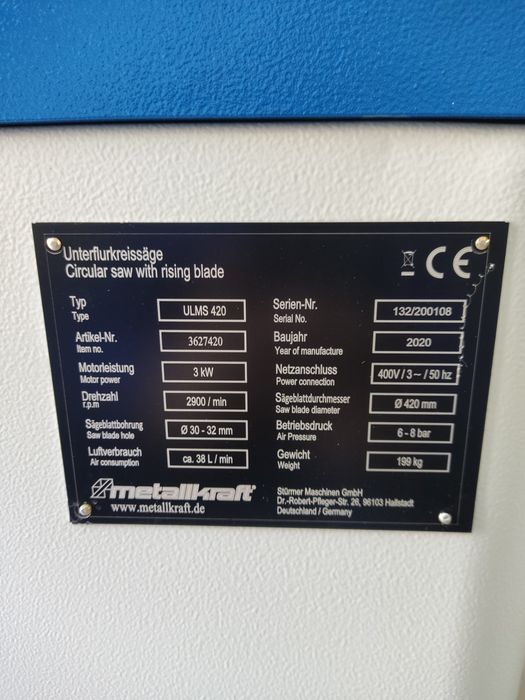 Unterflurkreissäge
Circular saw with rising blade
CE
Typ
Type
ULMS 420
Serien-Nr.
Serial No.
132/200108
Artikel-Nr.
Item no.
3627420
Baujahr
Year of manufacture
2020
Motorleistung
Motor power
3 kW
Netzanschluss
Power connection
400V / 3 ~ / 50 hz
Drehzahl
r.p.m
2900 / min
Sägeblattdurchmesser
Saw blade diameter
Ø 420 mm
Sägeblattbohrung
Saw blade hole
Ø 30 - 32 mm
Betriebsdruck
Air Pressure
6 - 8 bar
Luftverbrauch
Air consumption
ca. 38 L / min
Gewicht
Weight
199 kg
metallkraft®
www.metallkraft.de
Stürmer Maschinen GmbH
Dr.-Robert-Pfleger-Str. 26, 96103 Hallstadt
Deutschland / Germany